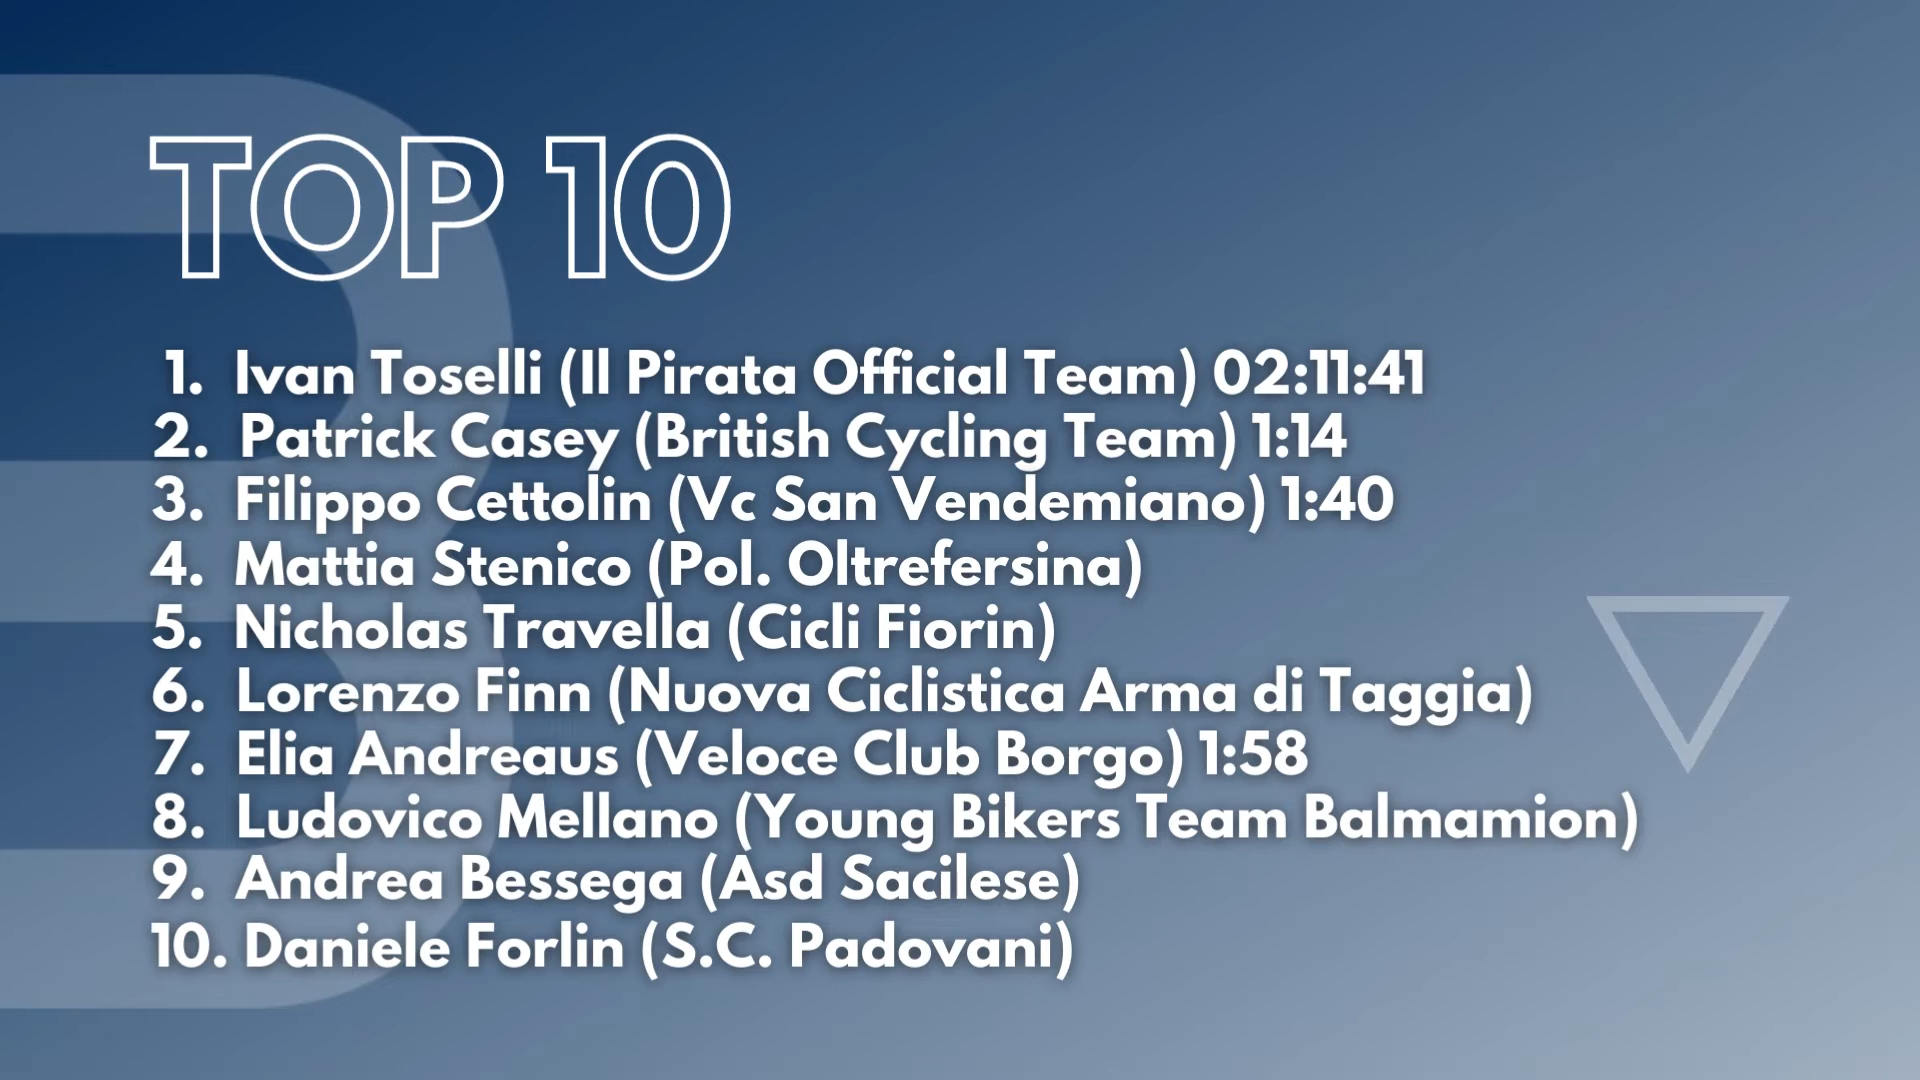 TOP 10
1. Ivan Toselli (Il Pirata Official Team) 02:11:41
2. Patrick Casey (British Cycling Team) 1:14
3. Filippo Cettolin (Vc San Vendemiano) 1:40
4. Mattia Stenico (Pol. Oltrefersina)
5. Nicholas Travella (Cicli Fiorin)
6. Lorenzo Finn (Nuova Ciclistica Arma di Taggia)
7. Elia Andreaus (Veloce Club Borgo) 1:58
8. Ludovico Mellano (Young Bikers Team Balmamion)
9. Andrea Bessega (Asd Sacilese)
10. Daniele Forlin (S.C. Padovani)